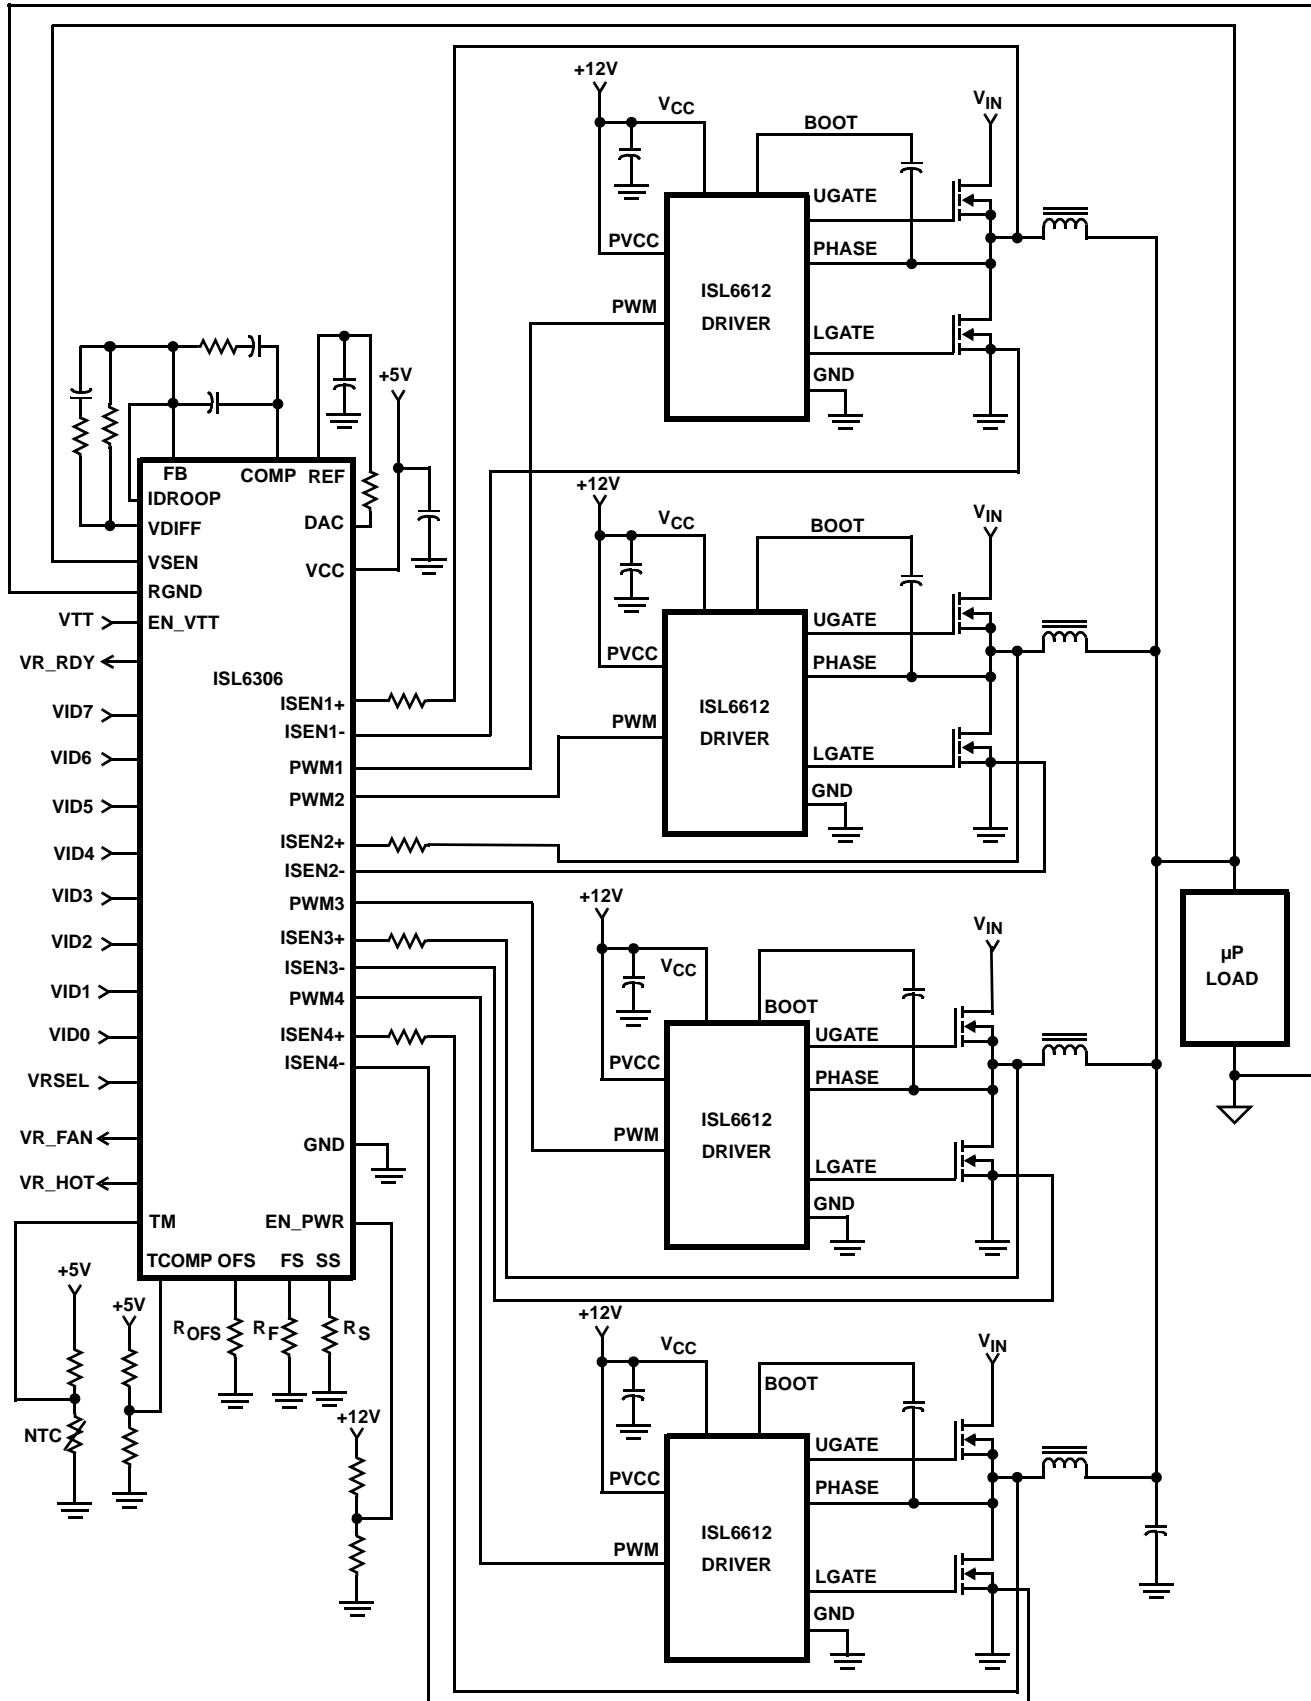 +12V
VCC
BOOT
VIN
UGATE
PVCC
PHASE
ISL6612
DRIVER
PWM
LGATE
GND
+5V
FB
COMP
REF
IDROOP
VDIFF
DAC
VSEN
VCC
RGND
VTT
EN_VTT
VR_RDY
ISL6306
VID7
ISEN1+
ISEN1-
VID6
PWM1
VID5
PWM2
VID4
ISEN2+
ISEN2-
VID3
PWM3
VID2
ISEN3+
ISEN3-
VID1
PWM4
VID0
ISEN4+
ISEN4-
VRSEL
VR_FAN
GND
VR_HOT
TM
EN_PWR
TCOMP
OFS
FS
SS
+5V
+5V
ROFS
RF
RS
NTC
+12V
+12V
VCC
BOOT
VIN
UGATE
PVCC
PHASE
ISL6612
DRIVER
PWM
LGATE
GND
+12V
VCC
BOOT
VIN
UGATE
PVCC
PHASE
ISL6612
DRIVER
PWM
LGATE
GND
µP
LOAD
+12V
VCC
BOOT
VIN
UGATE
PVCC
PHASE
ISL6612
DRIVER
PWM
LGATE
GND